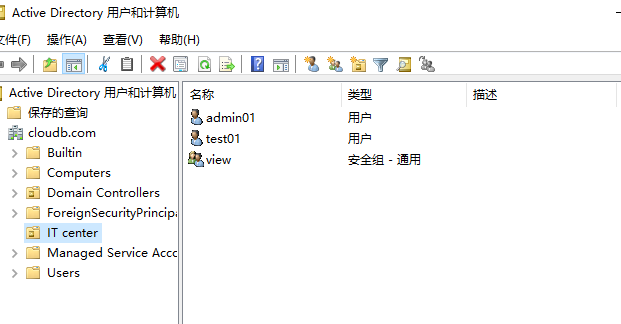 Active Directory 用户和计算机
文件(F) 操作(A) 查看(V) 帮助(H)
Active Directory 用户和计算机
保存的查询
cloudb.com
Builtin
Computers
Domain Controllers
ForeignSecurityPrincipa
IT center
Managed Service Acco
Users
名称 类型 描述
admin01 用户
test01 用户
view 安全组 - 通用